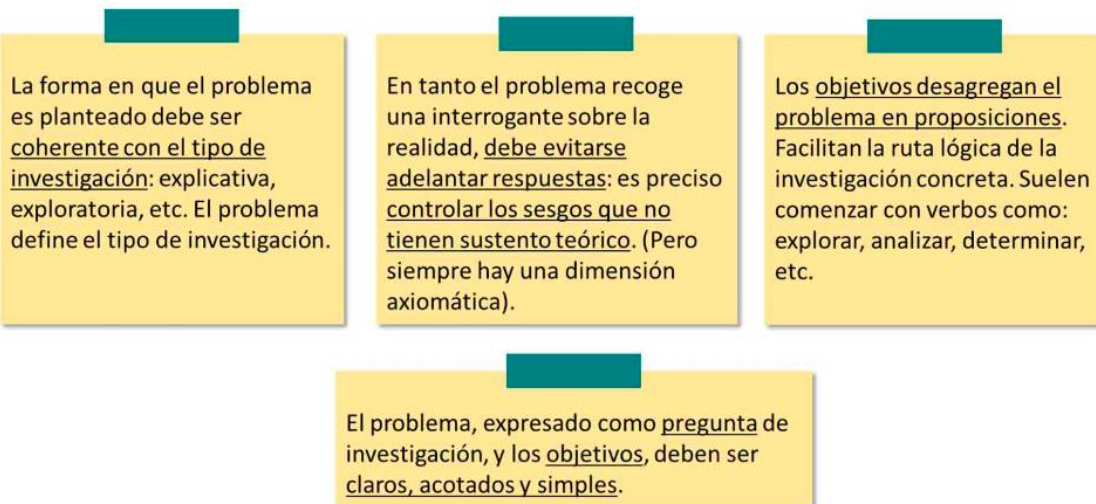 La forma en que el problema
es planteado debe ser
coherente con el tipo de
investigación: explicativa,
exploratoria, etc. El problema
define el tipo de investigación.
En tanto el problema recoge
una interrogante sobre la
realidad, debe evitarse
adelantar respuestas: es preciso
controlar los sesgos que no
tienen sustento teórico. (Pero
siempre hay una dimensión
axiomática).
Los objetivos desagregan el
problema en proposiciones.
Facilitan la ruta lógica de la
investigación concreta. Suelen
comenzar con verbos como:
explorar, analizar, determinar,
etc.
El problema, expresado como pregunta de
investigación, y los objetivos, deben ser
claros, acotados y simples.